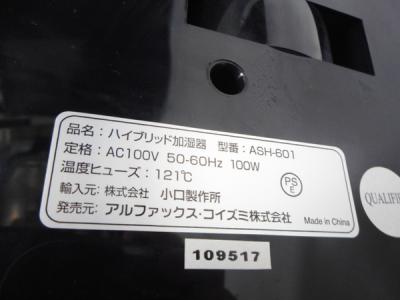 品名：ハイブリッド加湿器 型番：ASH-601
定格：AC100V 50-60Hz 100W
温度ヒューズ：121℃
PSE
輸入元：株式会社 小口製作所
発売元：アルファックス・コイズミ株式会社
Made in China
109517